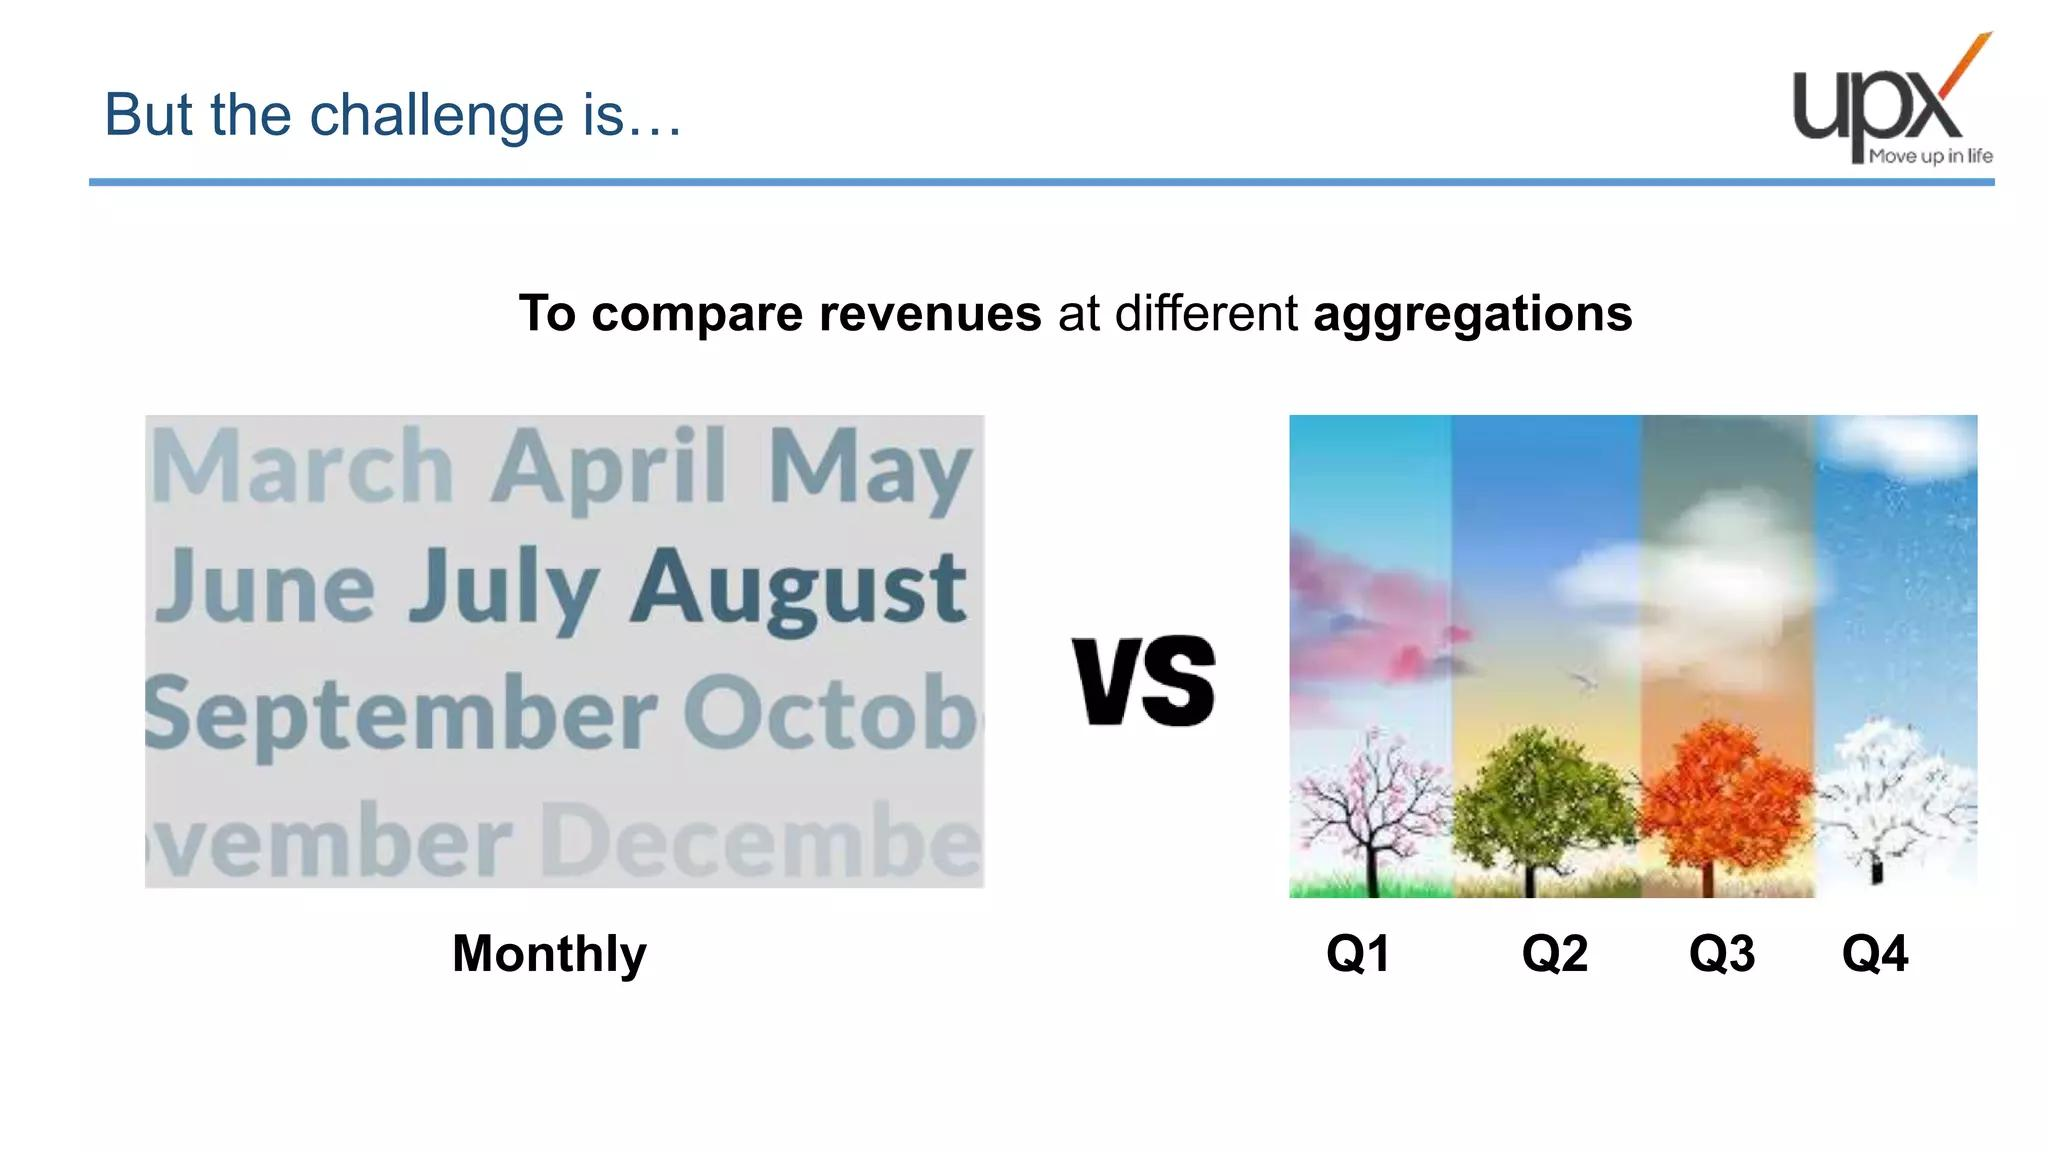 But the challenge is…
upx
Move up in life
To compare revenues at different aggregations
March April May
June July August
September Octob
vember December
VS
Monthly
Q1 Q2 Q3 Q4